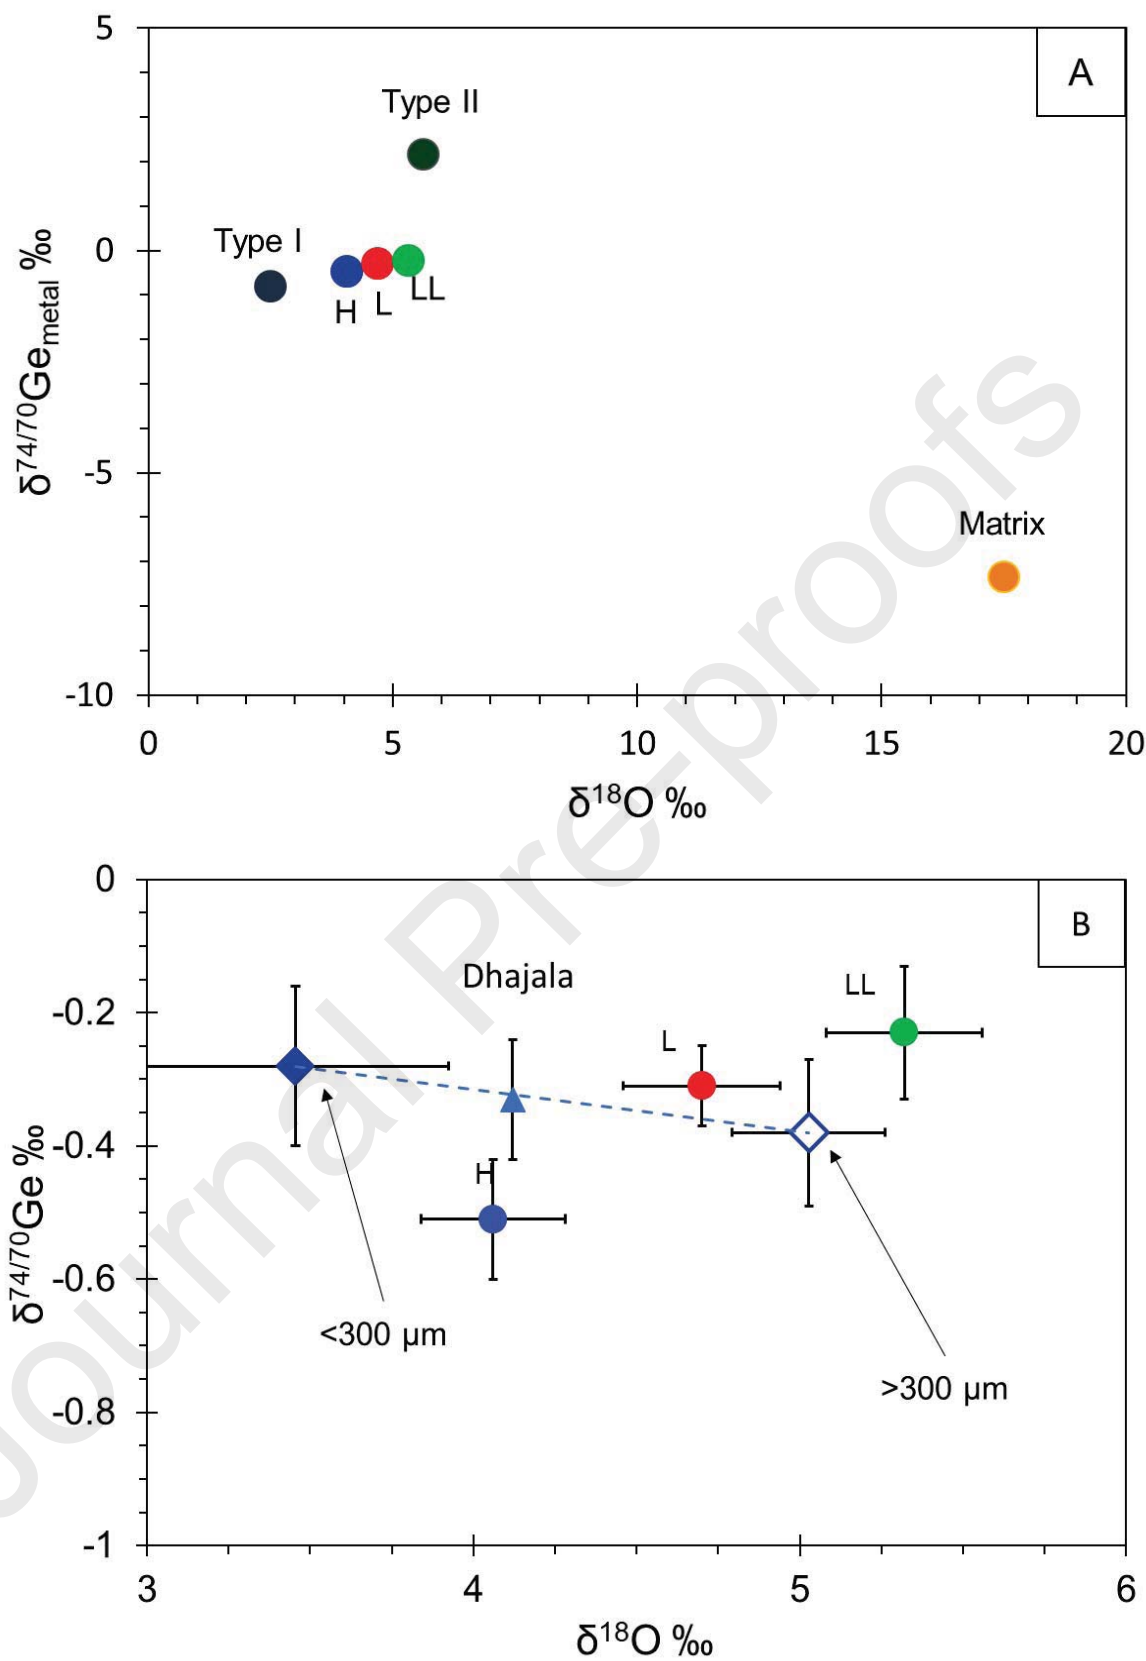 5
A
Type II
Type I
0
H
L
LL
δ74/70Gemetal ‰
-5
Matrix
-10
0
5
10
15
20
δ18O ‰
Journal Pre-proofs
0
B
Dhajala
LL
-0.2
L
-0.4
H
δ74/70Ge ‰
-0.6
<300 µm
>300 µm
-0.8
-1
3
4
5
6
δ18O ‰